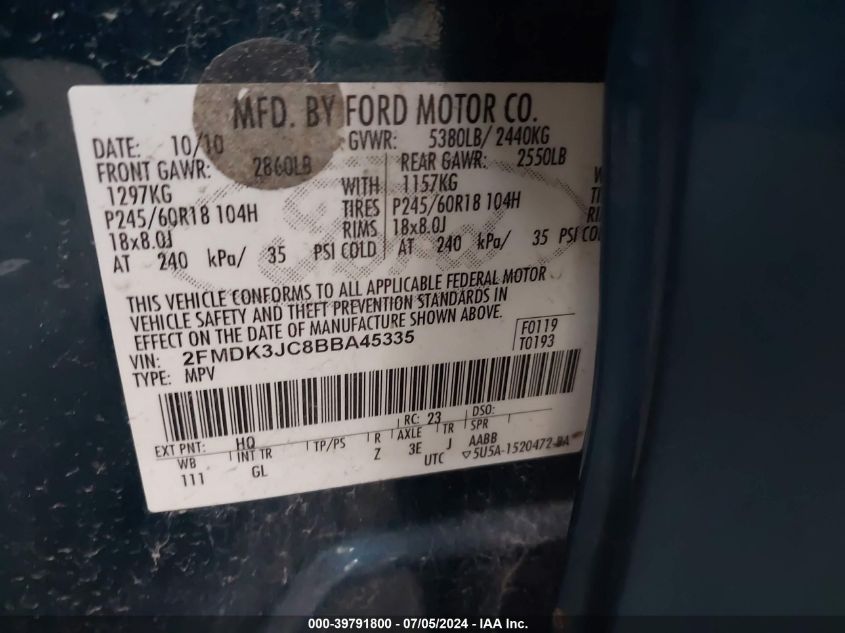 MFD. BY FORD MOTOR CO.
DATE: 10/10 GVWR: 5380LB/ 2440KG
FRONT GAWR: 2860LB REAR GAWR: 2550LB
1297KG WITH 1157KG WITH
P245/60R18 104H TIRES P245/60R18 104H
18x8.0J RIMS 18x8.0J
AT 240 kPa/ 35 PSI COLD AT 240 kPa/ 35 PSI
THIS VEHICLE CONFORMS TO ALL APPLICABLE FEDERAL MOTOR
VEHICLE SAFETY AND THEFT PREVENTION STANDARDS IN
EFFECT ON THE DATE OF MANUFACTURE SHOWN ABOVE.
VIN: 2FMDK3JC8BBA45335 F0119
TYPE: MPV T0193
EXT PNT: HQ RC: 23 DSO:
WB INT TR TP/PS R AXLE TR SPR
111 GL Z 3E J AABB
UTC ▽5U5A-1520472-BA
000-39791800 - 07/05/2024 - IAA, Inc.